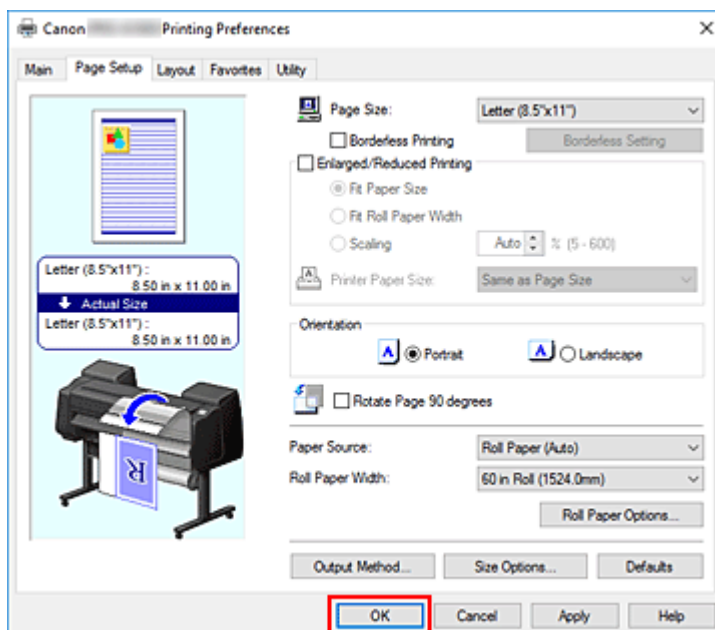 Canon Printing Preferences
Main Page Setup Layout Favorites Utility
Page Size: Letter (8.5"x11")
Borderless Printing Borderless Setting
Enlarged/Reduced Printing
Fit Paper Size
Fit Roll Paper Width
Scaling Auto % (5 - 600)
Printer Paper Size: Same as Page Size
Letter (8.5"x11") :
8.50 in x 11.00 in
Actual Size
Letter (8.5"x11") :
8.50 in x 11.00 in
Orientation
A Portrait A Landscape
Rotate Page 90 degrees
R
Paper Source: Roll Paper (Auto)
Roll Paper Width: 60 in Roll (1524.0mm)
Roll Paper Options...
Output Method... Size Options... Defaults
OK Cancel Apply Help